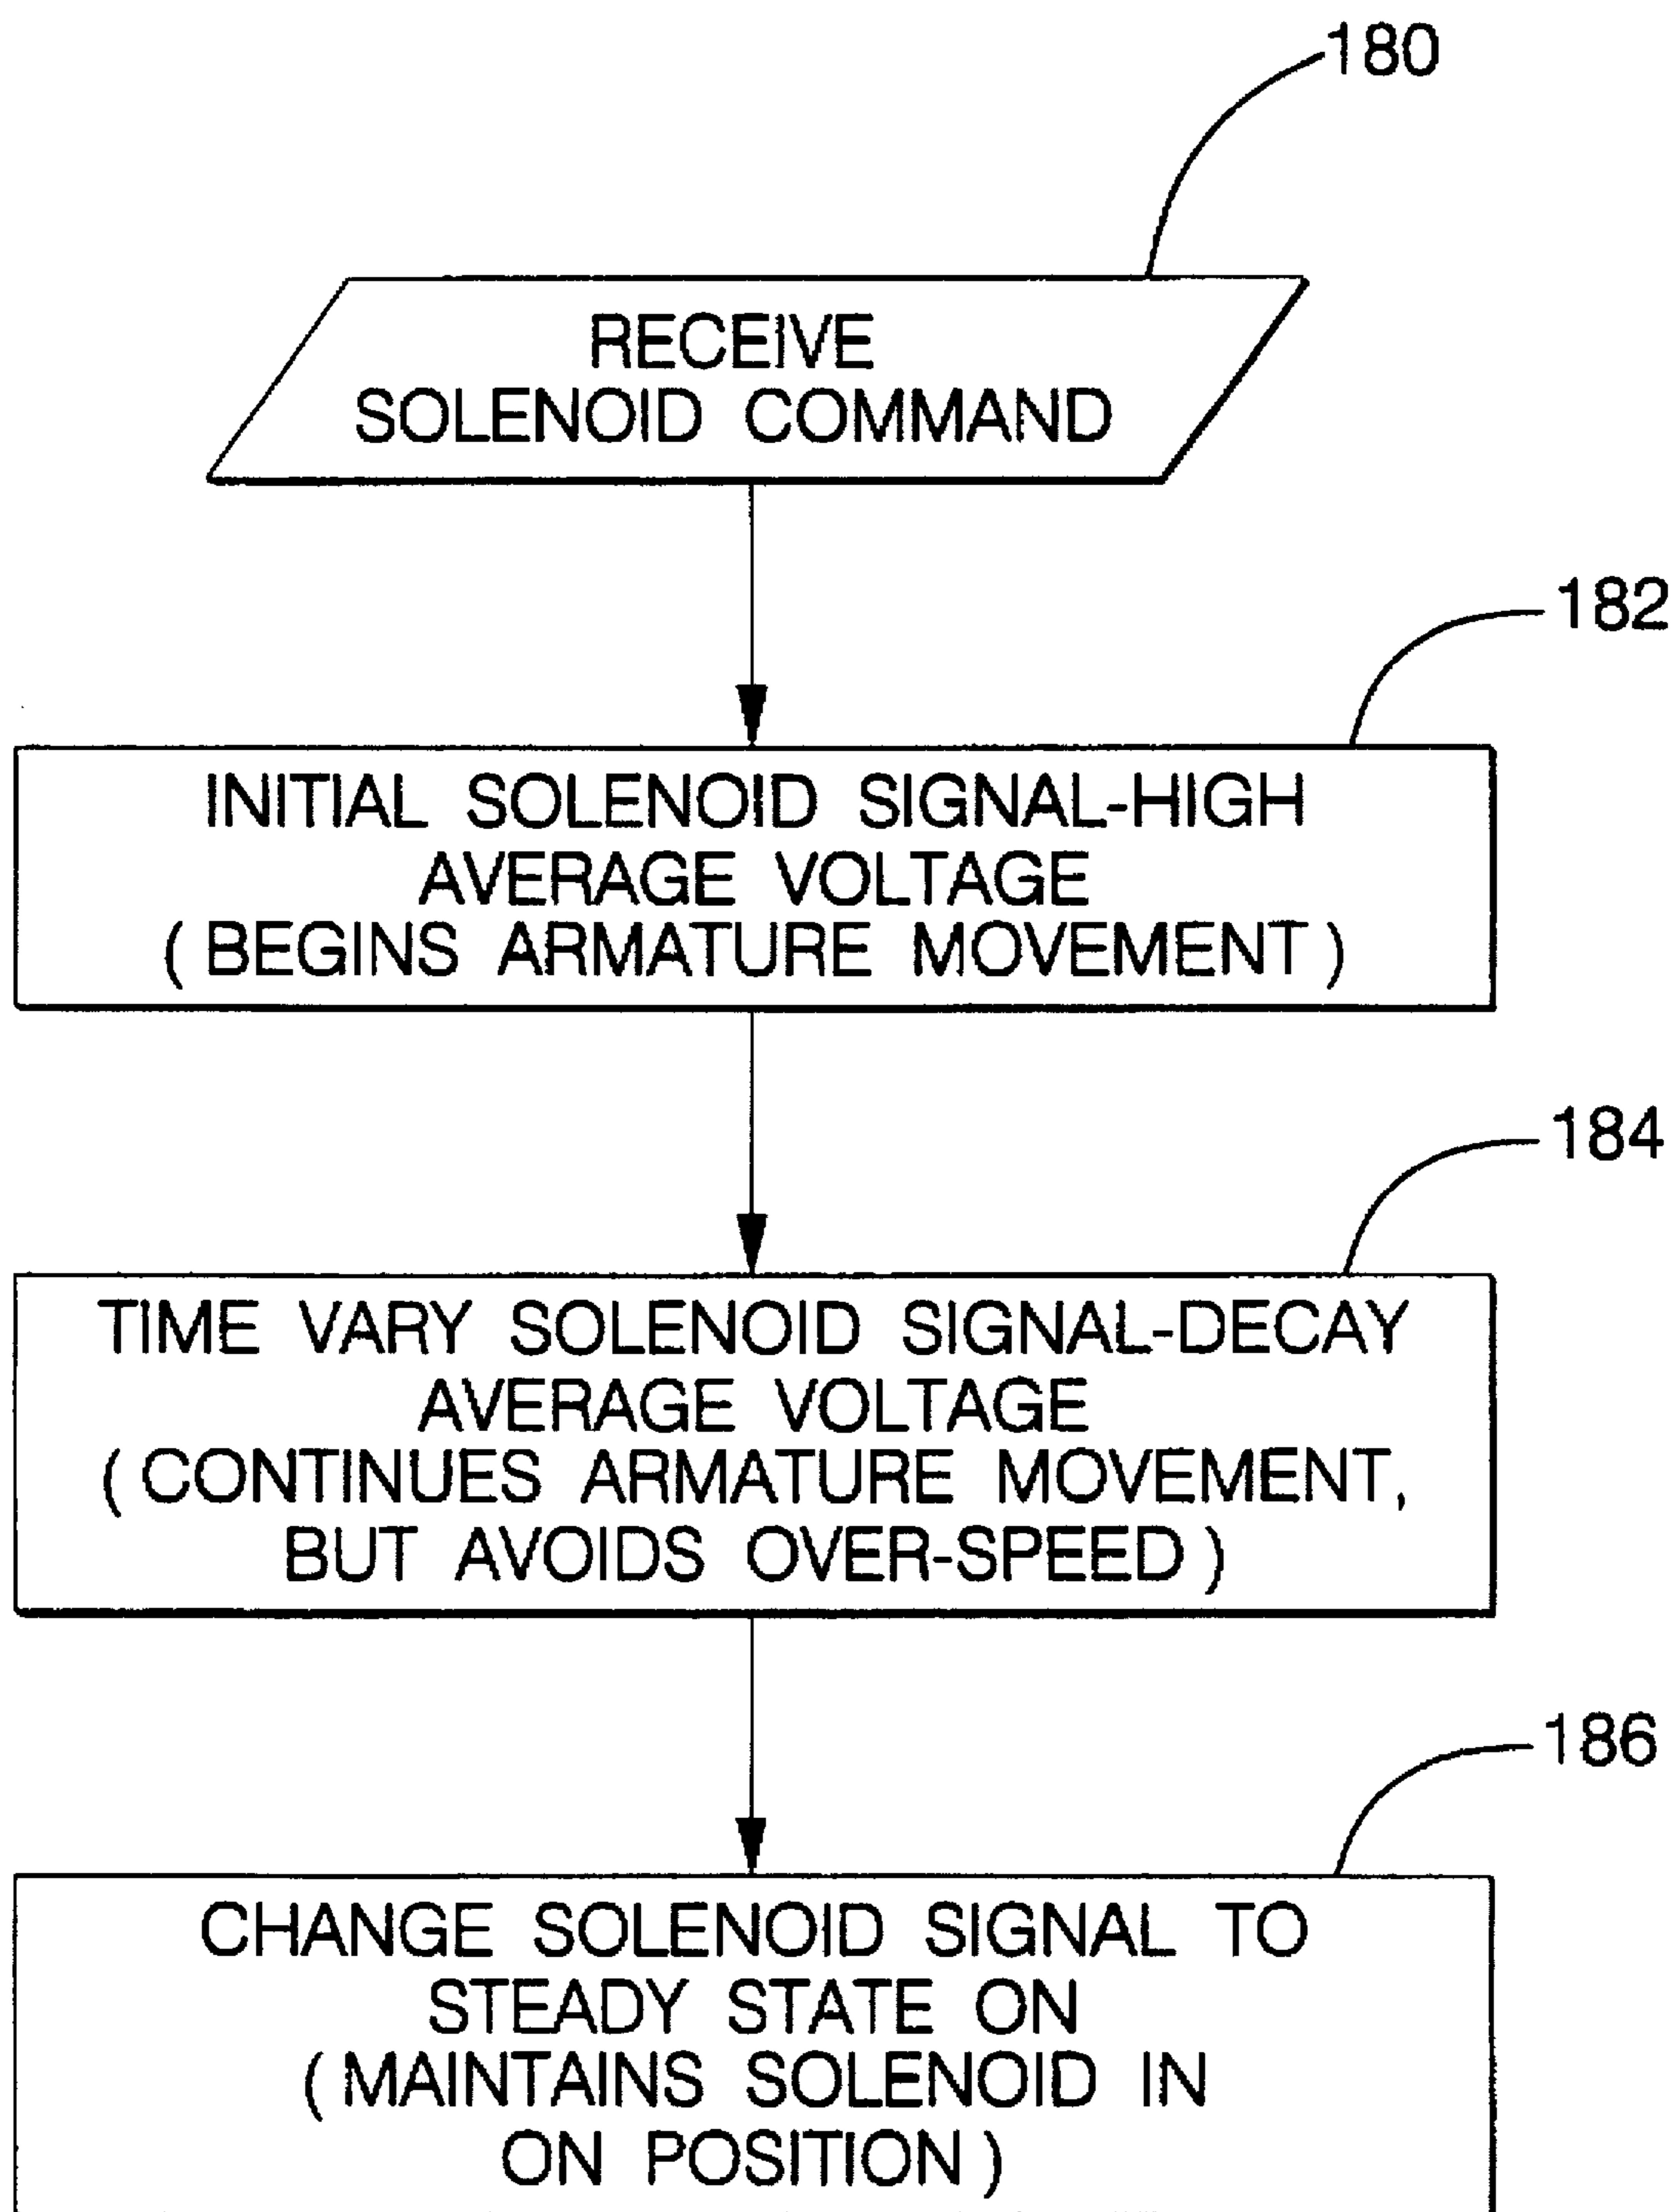 180
RECEIVE
SOLENOID COMMAND
182
INITIAL SOLENOID SIGNAL-HIGH
AVERAGE VOLTAGE
( BEGINS ARMATURE MOVEMENT )
184
TIME VARY SOLENOID SIGNAL-DECAY
AVERAGE VOLTAGE
( CONTINUES ARMATURE MOVEMENT,
BUT AVOIDS OVER-SPEED )
186
CHANGE SOLENOID SIGNAL TO
STEADY STATE ON
( MAINTAINS SOLENOID IN
ON POSITION )